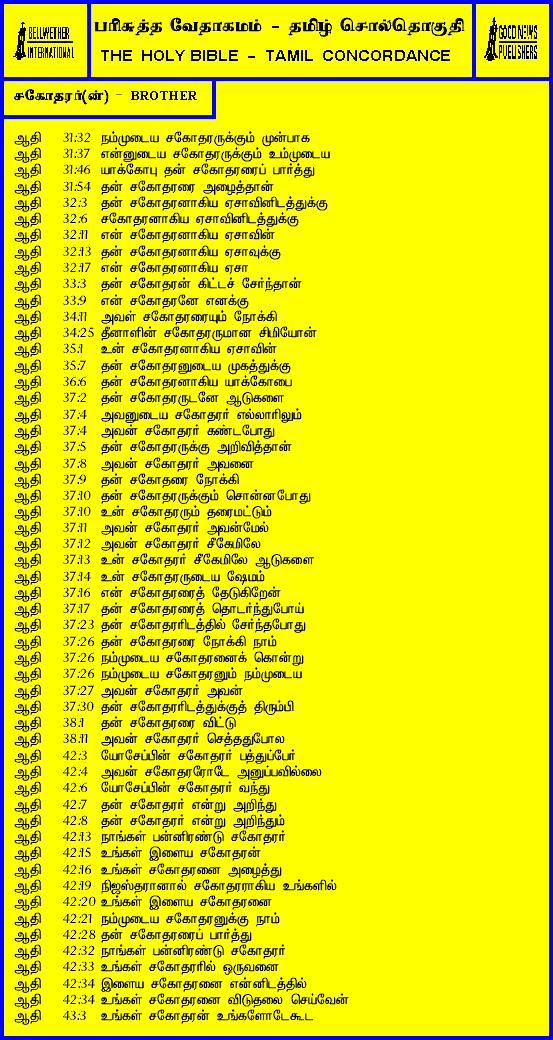 BELLWETHER
INTERNATIONAL
பரிசுத்த வேதாகமம் - தமிழ் சொல்தொகுதி
THE HOLY BIBLE - TAMIL CONCORDANCE
GOOD NEWS
PUBLISHERS
சகோதரர்(ன்) - BROTHER
ஆதி 31:32 நம்முடைய சகோதரருக்கும் முன்பாக
ஆதி 31:37 என்னுடைய சகோதரருக்கும் உம்முடைய
ஆதி 31:46 யாக்கோபு தன் சகோதரரைப் பார்த்து
ஆதி 31:54 தன் சகோதரரை அழைத்தான்
ஆதி 32:3 தன் சகோதரனாகிய ஏசாவினிடத்துக்கு
ஆதி 32:6 சகோதரனாகிய ஏசாவினிடத்துக்கு
ஆதி 32:11 என் சகோதரனாகிய ஏசாவின்
ஆதி 32:13 தன் சகோதரனாகிய ஏசாவுக்கு
ஆதி 32:17 என் சகோதரனாகிய ஏசா
ஆதி 33:3 தன் சகோதரன் கிட்டச் சேர்ந்தான்
ஆதி 33:9 என் சகோதரனே எனக்கு
ஆதி 34:11 அவள் சகோதரரையும் நோக்கி
ஆதி 34:25 தீனாளின் சகோதரருமான சிமியோன்
ஆதி 35:1 உன் சகோதரனாகிய ஏசாவின்
ஆதி 35:7 தன் சகோதரனுடைய முகத்துக்கு
ஆதி 36:6 தன் சகோதரனாகிய யாக்கோபை
ஆதி 37:2 தன் சகோதரருடனே ஆடுகளை
ஆதி 37:4 அவனுடைய சகோதரர் எல்லாரிலும்
ஆதி 37:4 அவன் சகோதரர் கண்டபோது
ஆதி 37:5 தன் சகோதரருக்கு அறிவித்தான்
ஆதி 37:8 அவன் சகோதரர் அவனை
ஆதி 37:9 தன் சகோதரை நோக்கி
ஆதி 37:10 தன் சகோதரருக்கும் சொன்னபோது
ஆதி 37:10 உன் சகோதரரும் தரைமட்டும்
ஆதி 37:11 அவன் சகோதரர் அவன்மேல்
ஆதி 37:12 அவன் சகோதரர் சீகேமிலே
ஆதி 37:13 உன் சகோதரர் சீகேமிலே ஆடுகளை
ஆதி 37:14 உன் சகோதரருடைய ஷேமம்
ஆதி 37:16 என் சகோதரரைத் தேடுகிறேன்
ஆதி 37:17 தன் சகோதரரைத் தொடர்ந்துபோய்
ஆதி 37:23 தன் சகோதரரிடத்தில் சேர்ந்தபோது
ஆதி 37:26 தன் சகோதரரை நோக்கி நாம்
ஆதி 37:26 நம்முடைய சகோதரனைக் கொன்று
ஆதி 37:26 நம்முடைய சகோதரனும் நம்முடைய
ஆதி 37:27 அவன் சகோதரர் அவன்
ஆதி 37:30 தன் சகோதரரிடத்துக்குத் திரும்பி
ஆதி 38:1 தன் சகோதரரை விட்டு
ஆதி 38:11 அவன் சகோதரர் செத்ததுபோல
ஆதி 42:3 யோசேப்பின் சகோதரர் பத்துப்பேர்
ஆதி 42:4 அவன் சகோதரரோடே அனுப்பவில்லை
ஆதி 42:6 யோசேப்பின் சகோதரர் வந்து
ஆதி 42:7 தன் சகோதரர் என்று அறிந்து
ஆதி 42:8 தன் சகோதரர் என்று அறிந்தும்
ஆதி 42:13 நாங்கள் பன்னிரண்டு சகோதரர்
ஆதி 42:15 உங்கள் இளைய சகோதரன்
ஆதி 42:16 உங்கள் சகோதரனை அழைத்து
ஆதி 42:19 நிஜஸ்தரானால் சகோதரராகிய உங்களில்
ஆதி 42:20 உங்கள் இளைய சகோதரனை
ஆதி 42:21 நம்முடைய சகோதரனுக்கு நாம்
ஆதி 42:28 தன் சகோதரரைப் பார்த்து
ஆதி 42:32 நாங்கள் பன்னிரண்டு சகோதரர்
ஆதி 42:33 உங்கள் சகோதரரில் ஒருவனை
ஆதி 42:34 இளைய சகோதரனை என்னிடத்தில்
ஆதி 42:34 உங்கள் சகோதரனை விடுதலை செய்வேன்
ஆதி 43:3 உங்கள் சகோதரன் உங்களோடேகூட